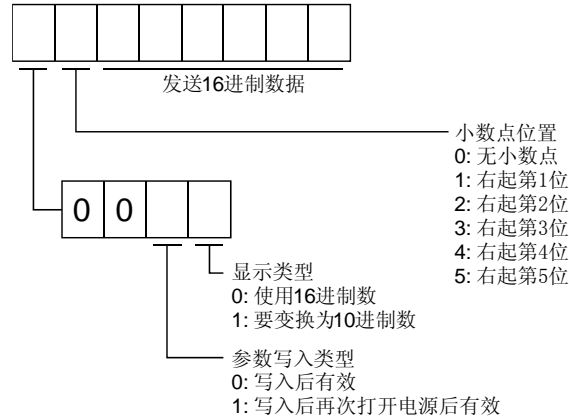 发送16进制数据
小数点位置
0: 无小数点
1: 右起第1位
2: 右起第2位
3: 右起第3位
4: 右起第4位
5: 右起第5位
0 0
显示类型
0: 使用16进制数
1: 要变换为10进制数
参数写入类型
0: 写入后有效
1: 写入后再次打开电源后有效